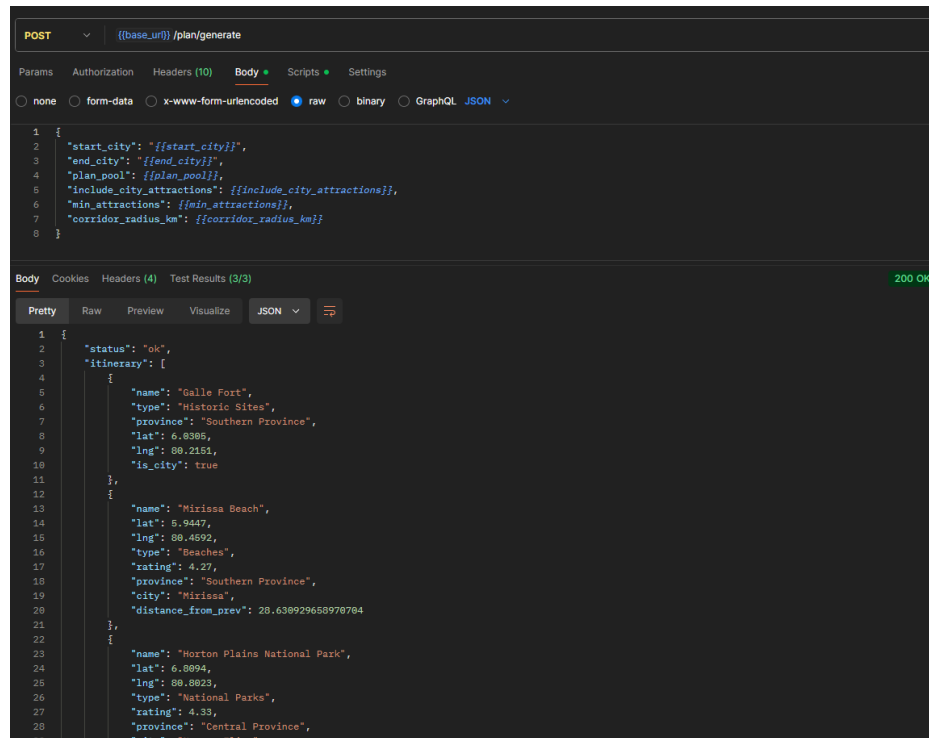 POST {{base_url}} /plan/generate
Params Authorization Headers (10) Body Scripts Settings
none form-data x-www-form-urlencoded raw binary GraphQL JSON
1 {
2 "start_city": "{{start_city}}",
3 "end_city": "{{end_city}}",
4 "plan_pool": {{plan_pool}},
5 "include_city_attractions": {{include_city_attractions}},
6 "min_attractions": {{min_attractions}},
7 "corridor_radius_km": {{corridor_radius_km}}
8 }
Body Cookies Headers (4) Test Results (3/3) 200 OK
Pretty Raw Preview Visualize JSON
1 {
2 "status": "ok",
3 "itinerary": [
4 {
5 "name": "Galle Fort",
6 "type": "Historic Sites",
7 "province": "Southern Province",
8 "lat": 6.0305,
9 "lng": 80.2151,
10 "is_city": true
11 },
12 {
13 "name": "Mirissa Beach",
14 "lat": 5.9447,
15 "lng": 80.4592,
16 "type": "Beaches",
17 "rating": 4.27,
18 "province": "Southern Province",
19 "city": "Mirissa",
20 "distance_from_prev": 28.630929658970704
21 },
22 {
23 "name": "Horton Plains National Park",
24 "lat": 6.8094,
25 "lng": 80.8023,
26 "type": "National Parks",
27 "rating": 4.33,
28 "province": "Central Province",